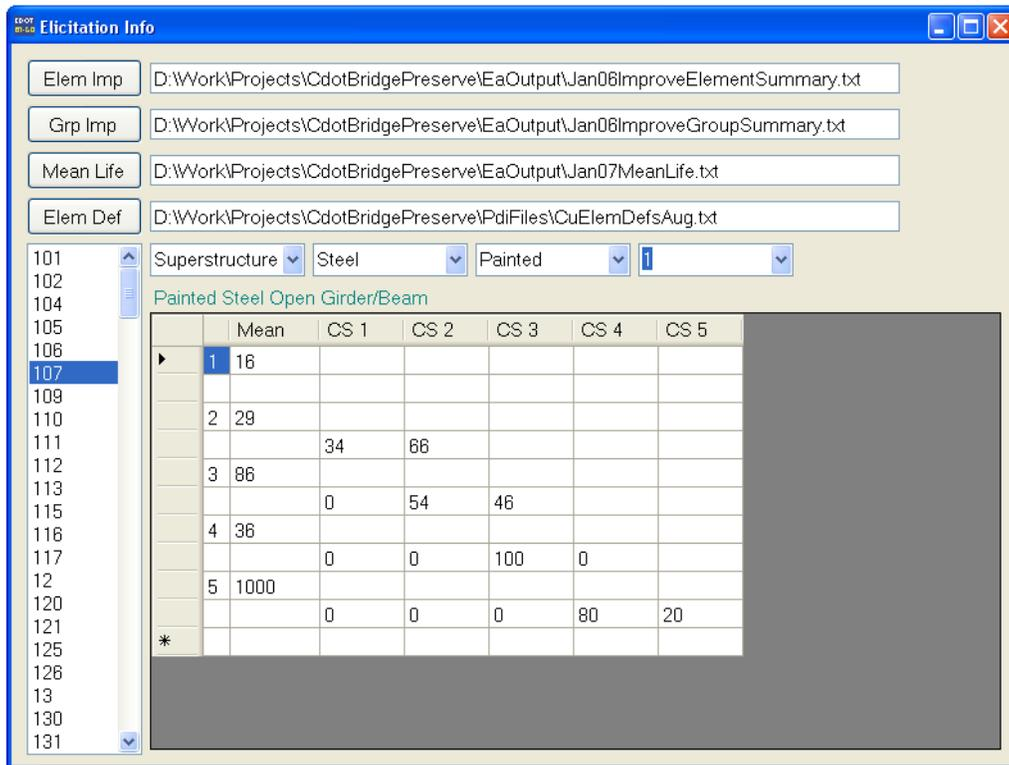 CDOT
Elicitation Info
Elem Imp D:\Work\Projects\CdotBridgePreserve\EaOutput\Jan06ImproveElementSummary.txt
Grp Imp D:\Work\Projects\CdotBridgePreserve\EaOutput\Jan06ImproveGroupSummary.txt
Mean Life D:\Work\Projects\CdotBridgePreserve\EaOutput\Jan07MeanLife.txt
Elem Def D:\Work\Projects\CdotBridgePreserve\PdiFiles\CuElemDefsAug.txt
101
102
104
105
106
107
109
110
111
112
113
115
116
117
12
120
121
125
126
13
130
131
Superstructure Steel Painted 1
Painted Steel Open Girder/Beam
Mean CS 1 CS 2 CS 3 CS 4 CS 5
1 16
2 29
34 66
3 86
0 54 46
4 36
0 0 100 0
5 1000
0 0 0 80 20
*